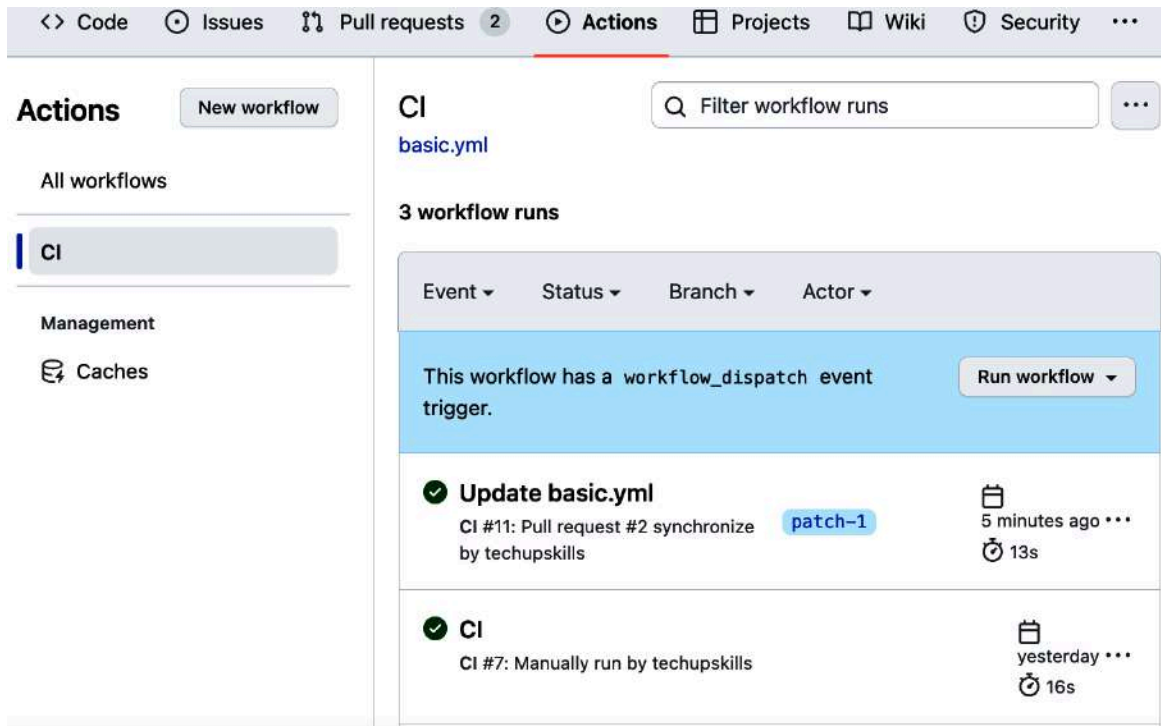 <> Code Issues Pull requests 2 Actions Projects Wiki Security ...
Actions
New workflow
All workflows
CI
Management
Caches
CI
Filter workflow runs
...
basic.yml
3 workflow runs
Event Status Branch Actor
This workflow has a workflow_dispatch event
trigger.
Run workflow
Update basic.yml
CI #11: Pull request #2 synchronize
by techupskills
patch-1
5 minutes ago ...
13s
CI
CI #7: Manually run by techupskills
yesterday ...
16s